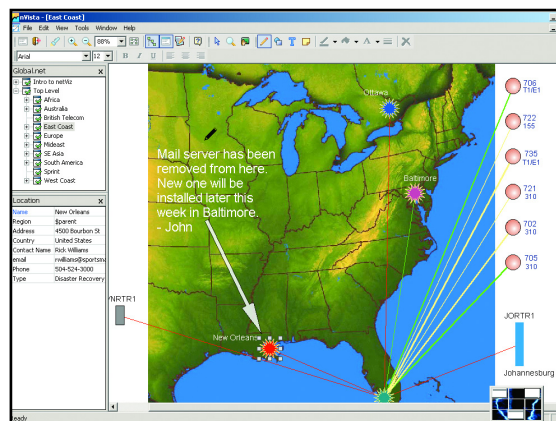 nVista - [East Coast]
File Edit View Tools Window Help
88%
Arial 12 B I U
Global.net x
Intro to netViz
Top Level
Africa
Australia
British Telecom
East Coast
Europe
Mideast
SE Asia
South America
Sprint
West Coast
Location x
Name New Orleans
Region $parent
Address 4500 Bourbon St
Country United States
Contact Name Rick Williams
email rwilliams@sportsm
Phone 504-524-3000
Type Disaster Recovery
Ottawa
Mail server has been
removed from here.
New one will be
installed later this
week in Baltimore.
- John
Baltimore
New Orleans
706
T1/E1
722
155
735
T1/E1
721
310
702
310
705
310
JORTR1
Johannesburg